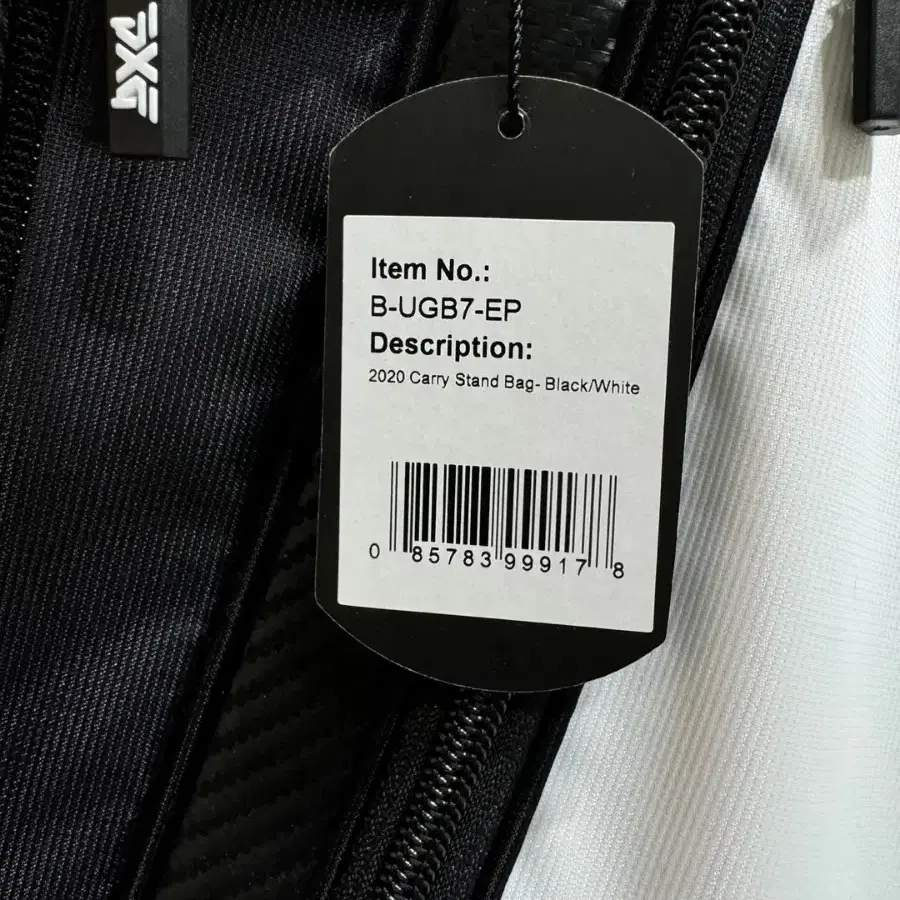 PXG
Item No.:
B-UGB7-EP
Description:
2020 Carry Stand Bag- Black/White
0 85783 99917 8